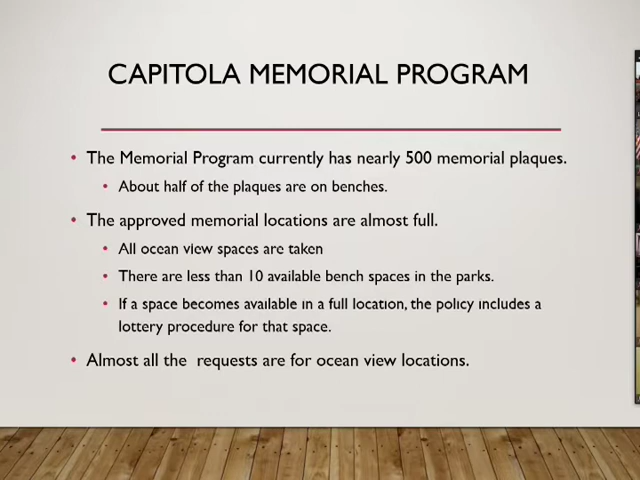 CAPITOLA MEMORIAL PROGRAM
• The Memorial Program currently has nearly 500 memorial plaques.
• About half of the plaques are on benches.
• The approved memorial locations are almost full.
• All ocean view spaces are taken
• There are less than 10 available bench spaces in the parks.
• If a space becomes available in a full location, the policy includes a
lottery procedure for that space.
• Almost all the requests are for ocean view locations.